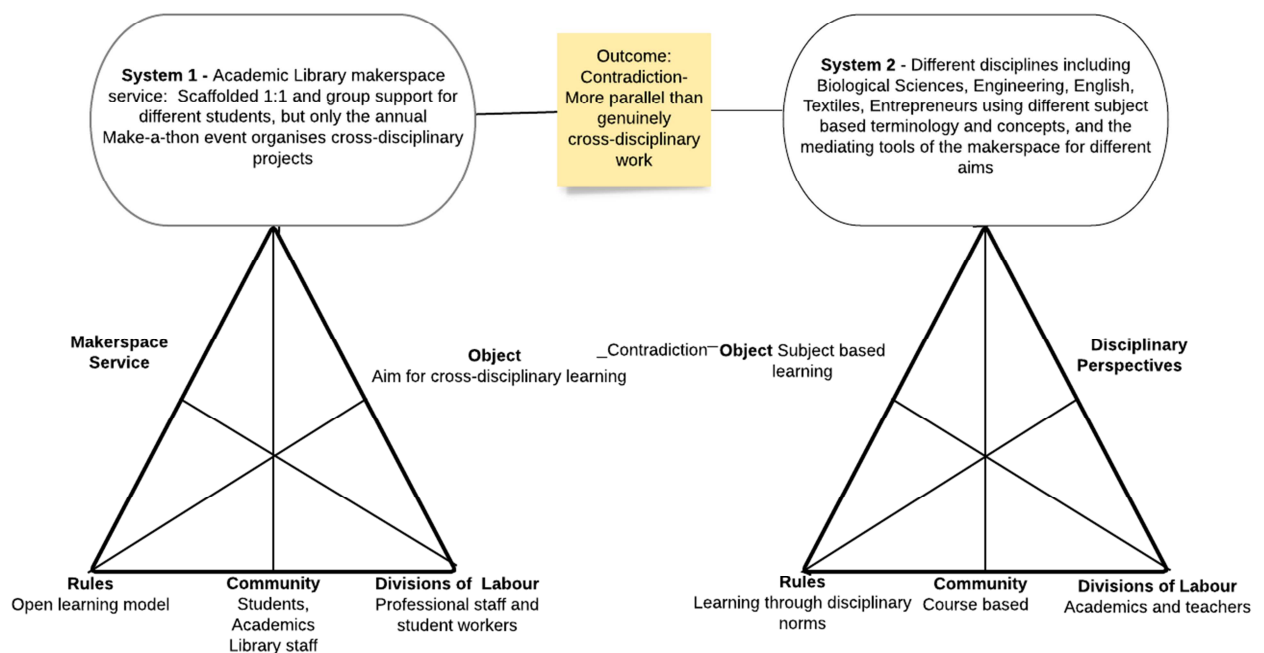 System 1 - Academic Library makerspace
service:  Scaffolded 1:1 and group support for
different students, but only the annual
Make-a-thon event organises cross-disciplinary
projects
Outcome:
Contradiction-
More parallel than
genuinely
cross-disciplinary
work
System 2 - Different disciplines including
Biological Sciences, Engineering, English,
Textiles, Entrepreneurs using different subject
based terminology and concepts, and the
mediating tools of the makerspace for different
aims
Makerspace
Service
Object
Aim for cross-disciplinary learning
_Contradiction—
Object Subject based
learning
Disciplinary
Perspectives
Rules
Open learning model
Community
Students,
Academics
Library staff
Divisions of Labour
Professional staff and
student workers
Rules
Learning through disciplinary
norms
Community
Course based
Divisions of Labour
Academics and teachers